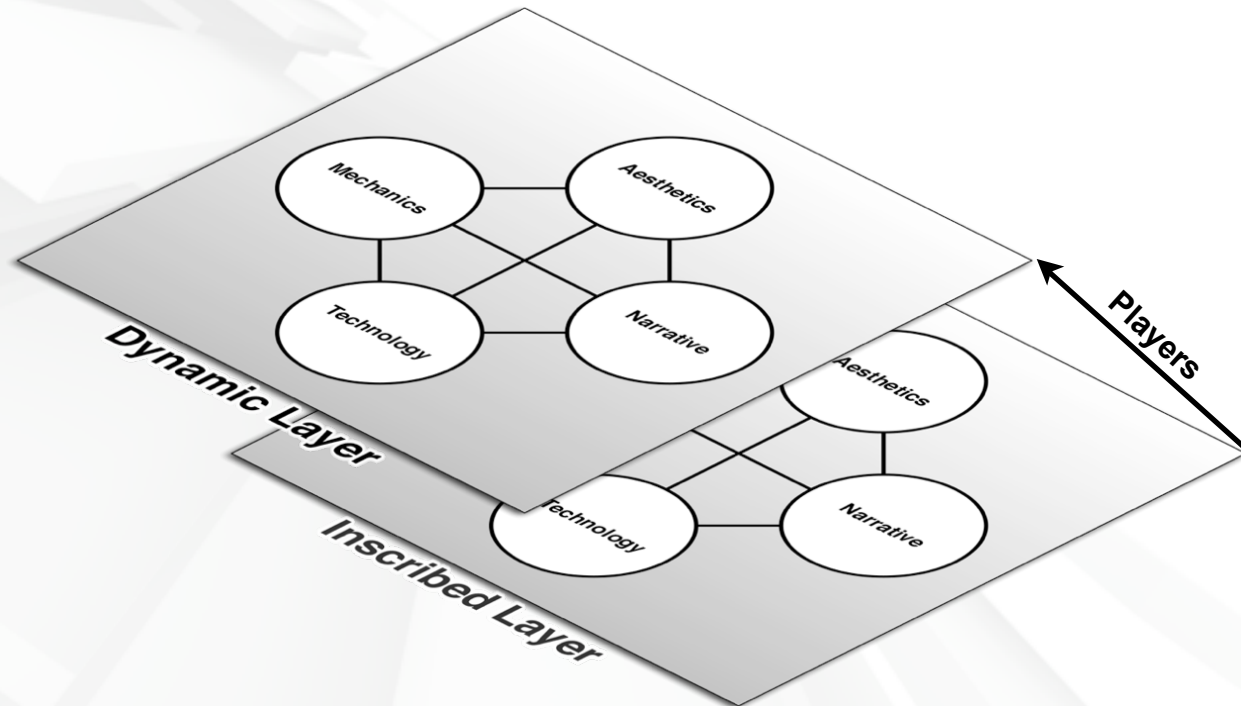 Mechanics
Aesthetics
Technology
Narrative
Dynamic Layer
Players
Aesthetics
Technology
Narrative
Inscribed Layer